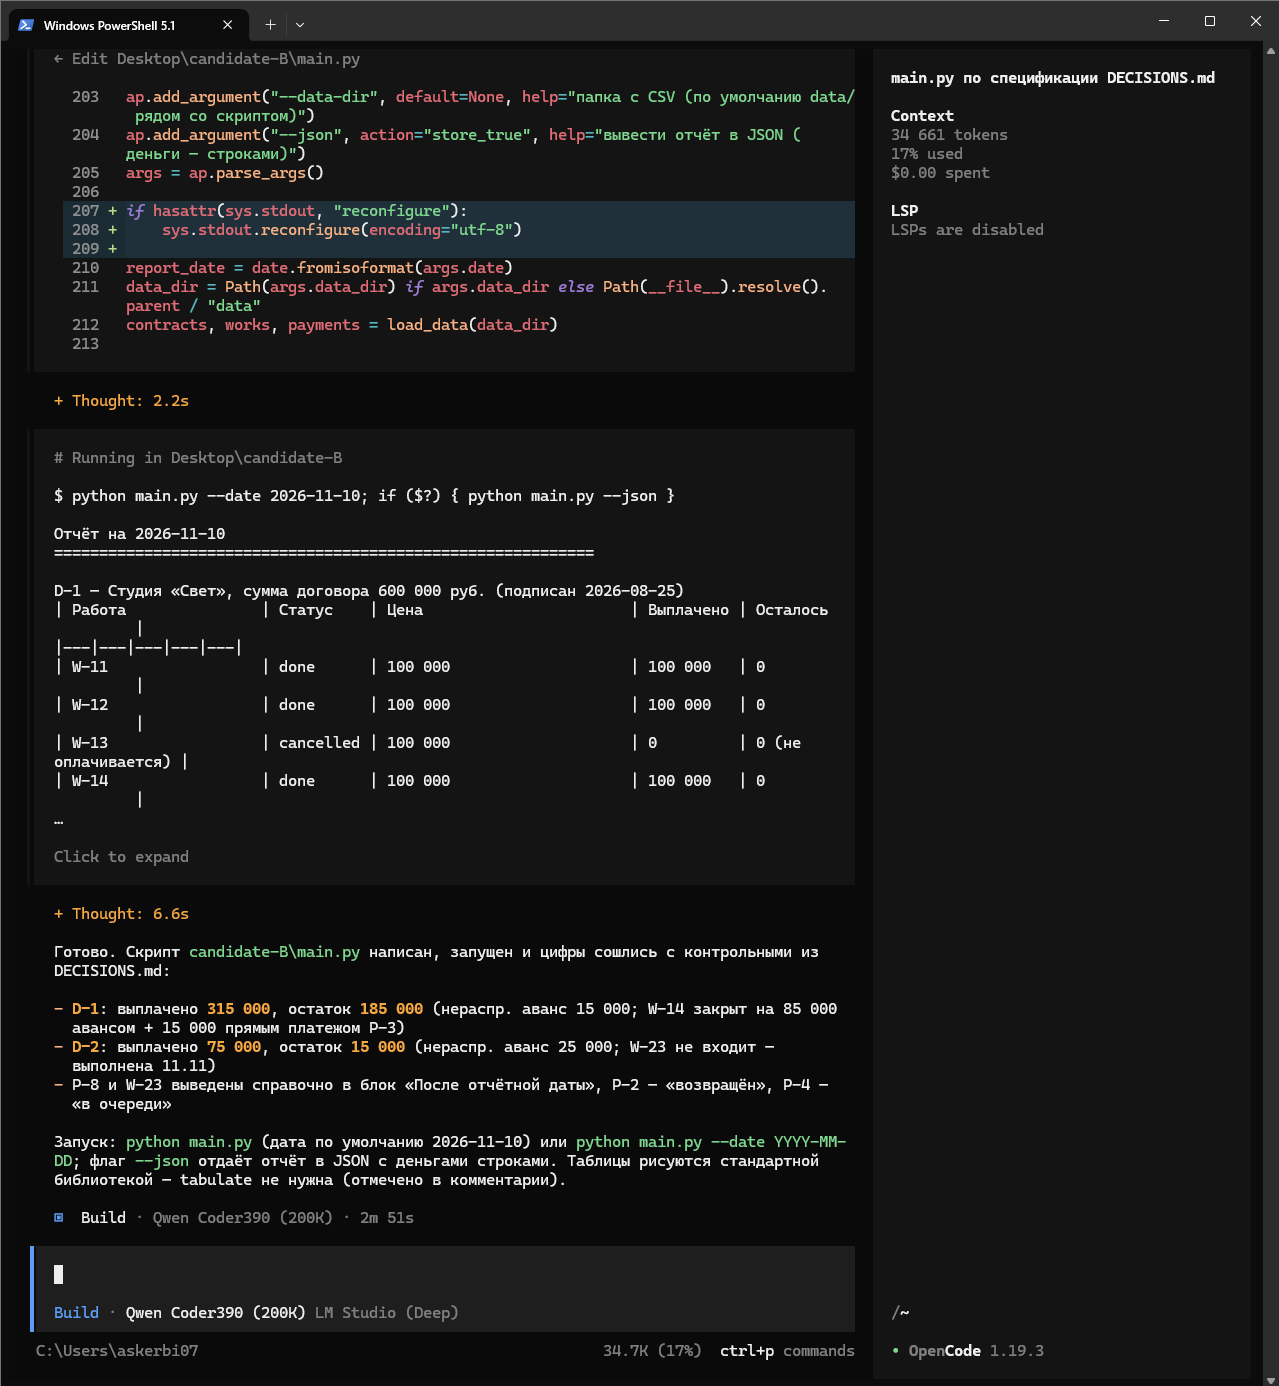 Windows PowerShell 5.1
← Edit Desktop\candidate-B\main.py
203 ap.add_argument("--data-dir", default=None, help="папка с CSV (по умолчанию data/
рядом со скриптом)")
204 ap.add_argument("--json", action="store_true", help="вывести отчёт в JSON (
деньги — строками)")
205 args = ap.parse_args()
206
207 + if hasattr(sys.stdout, "reconfigure"):
208 + sys.stdout.reconfigure(encoding="utf-8")
209 +
210 report_date = date.fromisoformat(args.date)
211 data_dir = Path(args.data_dir) if args.data_dir else Path(__file__).resolve().
parent / "data"
212 contracts, works, payments = load_data(data_dir)
213
+ Thought: 2.2s
# Running in Desktop\candidate-B
$ python main.py --date 2026-11-10; if ($?) { python main.py --json }
Отчёт на 2026-11-10
============================================================
D-1 — Студия «Свет», сумма договора 600 000 руб. (подписан 2026-08-25)
| Работа | Статус | Цена | Выплачено | Осталось
|
|---|---|---|---|---|
| W-11 | done | 100 000 | 100 000 | 0
|
| W-12 | done | 100 000 | 100 000 | 0
|
| W-13 | cancelled | 100 000 | 0 | 0 (не
оплачивается) |
| W-14 | done | 100 000 | 100 000 | 0
|
…
Click to expand
+ Thought: 6.6s
Готово. Скрипт candidate-B\main.py написан, запущен и цифры сошлись с контрольными из
DECISIONS.md:
- D-1: выплачено 315 000, остаток 185 000 (нераспр. аванс 15 000; W-14 закрыт на 85 000
авансом + 15 000 прямым платежом P-3)
- D-2: выплачено 75 000, остаток 15 000 (нераспр. аванс 25 000; W-23 не входит —
выполнена 11.11)
- P-8 и W-23 выведены справочно в блок «После отчётной даты», P-2 — «возвращён», P-4 —
«в очереди»
Запуск: python main.py (дата по умолчанию 2026-11-10) или python main.py --date YYYY-MM-
DD; флаг --json отдаёт отчёт в JSON с деньгами строками. Таблицы рисуются стандартной
библиотекой — tabulate не нужна (отмечено в комментарии).
Build · Qwen Coder390 (200K) · 2m 51s
Build · Qwen Coder390 (200K) LM Studio (Deep)
C:\Users\askerbi07 34.7K (17%) ctrl+p commands
main.py по спецификации DECISIONS.md
Context
34 661 tokens
17% used
$0.00 spent
LSP
LSPs are disabled
/~
• OpenCode 1.19.3